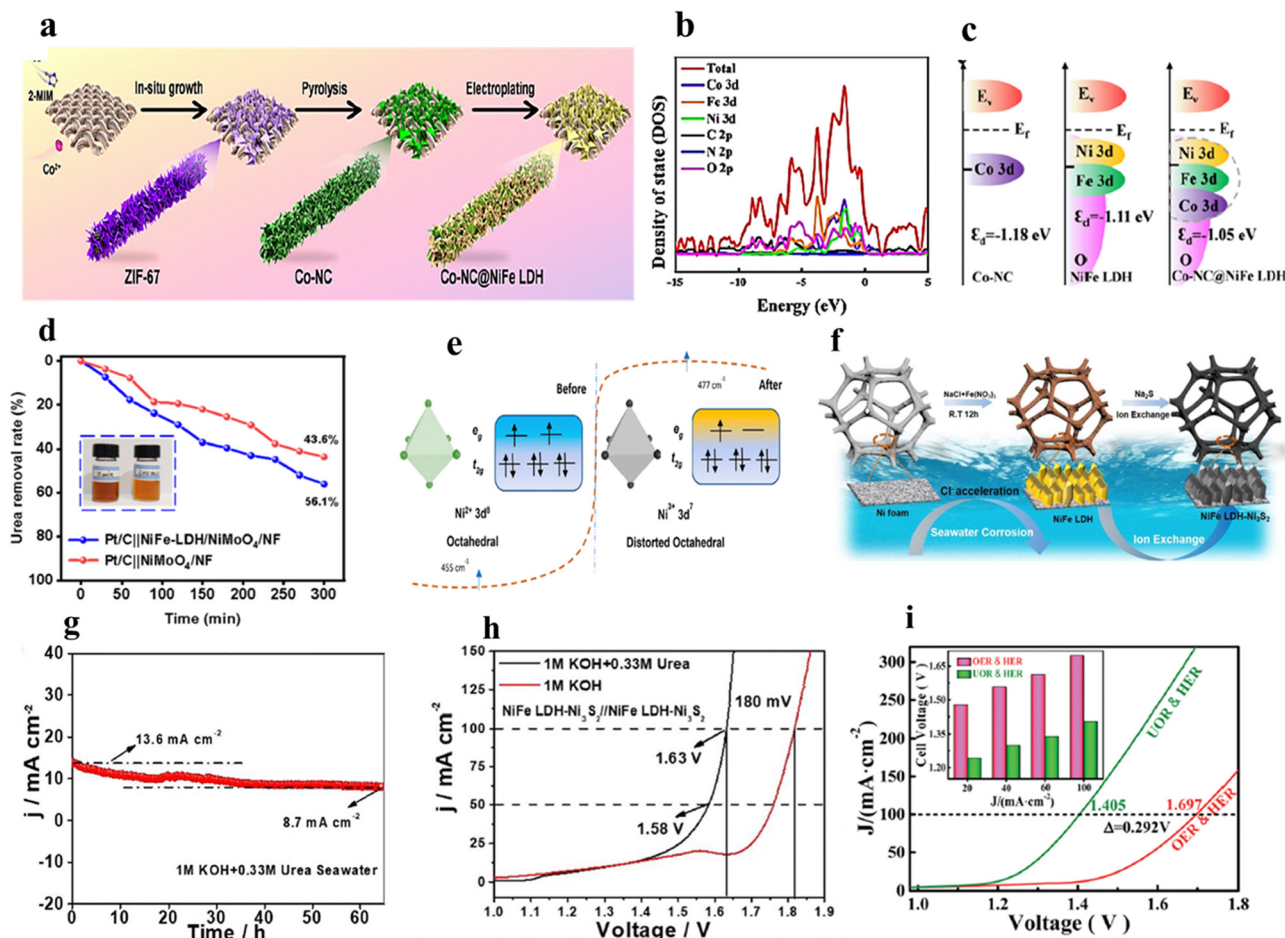 a
2-MIM
Co²⁺
In-situ growth
Pyrolysis
Electroplating
ZIF-67
Co-NC
Co-NC@NiFe LDH
b
Density of state (DOS)
Total
Co 3d
Fe 3d
Ni 3d
C 2p
N 2p
O 2p
-15 -10 -5 0 5
Energy (eV)
c
Eᵥ
E_f
Co 3d
Ɛ_d=-1.18 eV
Co-NC
Eᵥ
E_f
Ni 3d
Fe 3d
Ɛ_d=-1.11 eV
O
NiFe LDH
Eᵥ
E_f
Ni 3d
Fe 3d
Co 3d
Ɛ_d=-1.05 eV
O
Co-NC@NiFe LDH
d
Urea removal rate (%)
0
20
40
60
80
100
43.6%
56.1%
Pt/C||NiFe-LDH/NiMoO₄/NF
Pt/C||NiMoO₄/NF
0 50 100 150 200 250 300
Time (min)
e
Before
e_g
t₂g
Ni²⁺ 3d⁸
Octahedral
455 cm⁻¹
477 cm⁻¹
After
e_g
t₂g
Ni³⁺ 3d⁷
Distorted Octahedral
f
NaCl+Fe(NO₃)₃
R.T 12h
Na₂S
Ion Exchange
Ni foam
Cl⁻ acceleration
NiFe LDH
NiFe LDH-Ni₃S₂
Seawater Corrosion
Ion Exchange
g
j / mA cm⁻²
20
15
10
5
0
-5
-10
-15
-20
13.6 mA cm⁻²
8.7 mA cm⁻²
1M KOH+0.33M Urea Seawater
0 10 20 30 40 50 60
Time / h
h
j / mA cm⁻²
150
125
100
75
50
25
0
1M KOH+0.33M Urea
1M KOH
NiFe LDH-Ni₃S₂//NiFe LDH-Ni₃S₂
180 mV
1.63 V
1.58 V
1.0 1.1 1.2 1.3 1.4 1.5 1.6 1.7 1.8 1.9
Voltage / V
i
J/(mA·cm⁻²)
300
250
200
150
100
50
0
Cell Voltage ( V )
1.65
1.50
1.35
1.20
OER & HER
UOR & HER
20 40 60 100
J/(mA·cm⁻²)
UOR & HER
1.405
1.697
Δ=0.292V
OER & HER
1.0 1.2 1.4 1.6 1.8
Voltage ( V )